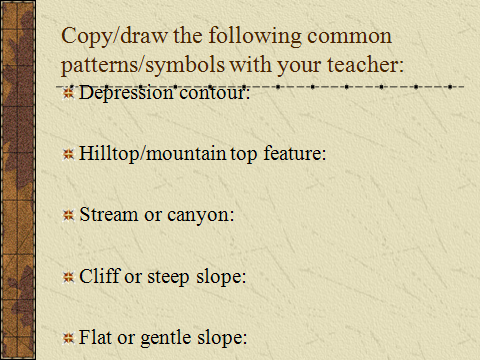 Copy/draw the following common
patterns/symbols with your teacher:
Depression contour:
Hilltop/mountain top feature:
Stream or canyon:
Cliff or steep slope:
Flat or gentle slope: